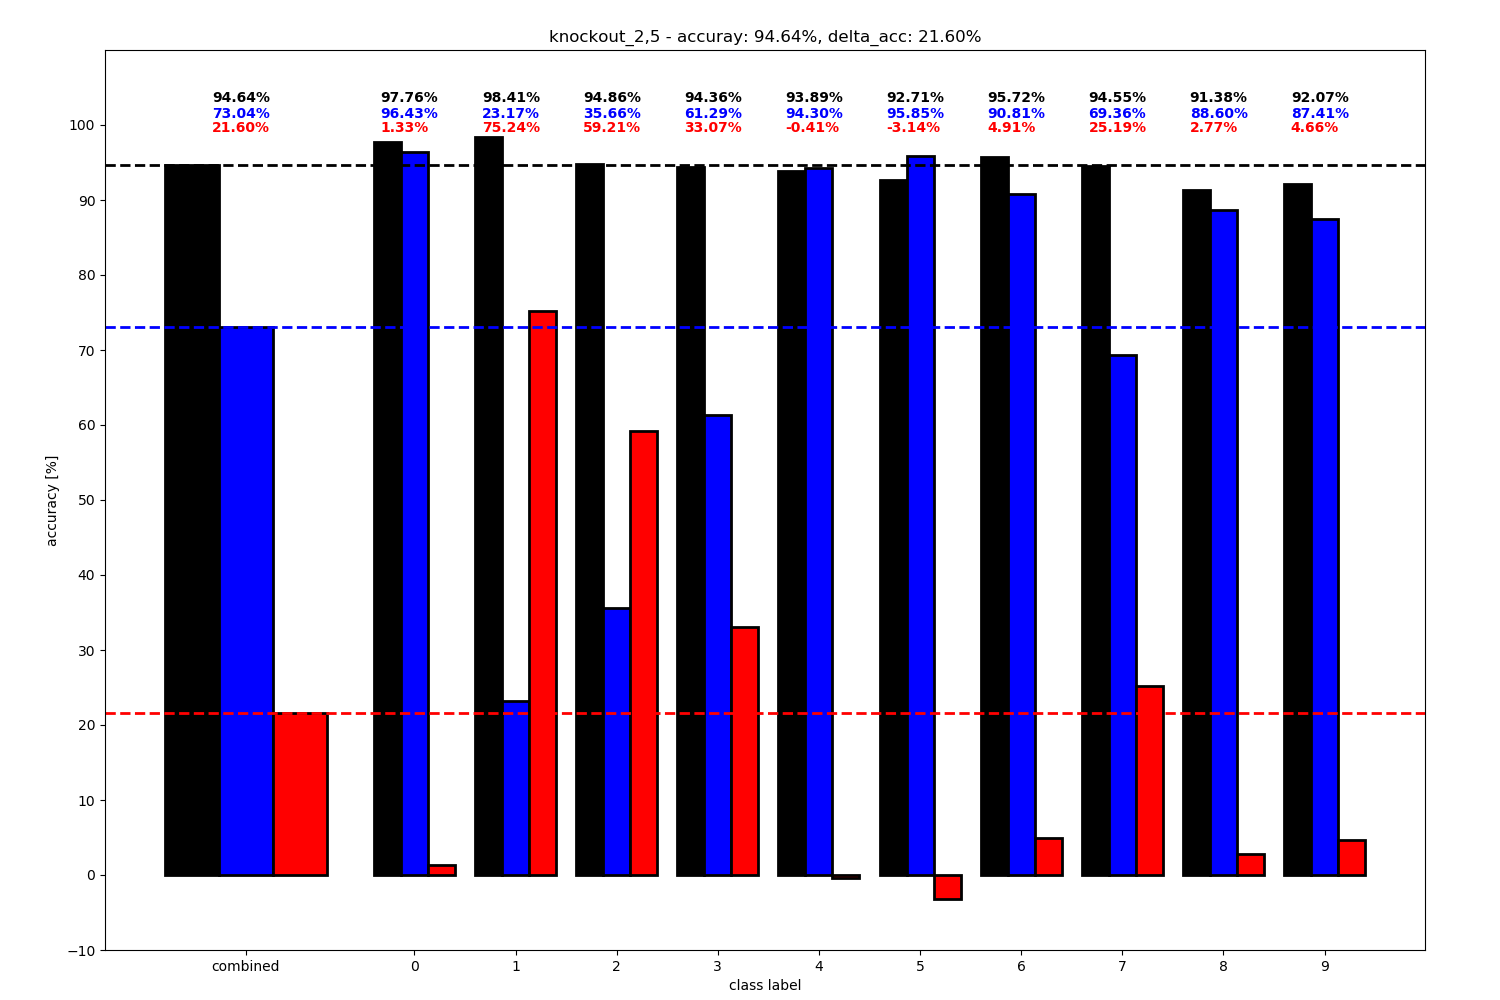 knockout_2,5 - accuray: 94.64%, delta_acc: 21.60%
94.64% 97.76% 98.41% 94.86% 94.36% 93.89% 92.71% 95.72% 94.55% 91.38% 92.07%
73.04% 96.43% 23.17% 35.66% 61.29% 94.30% 95.85% 90.81% 69.36% 88.60% 87.41%
21.60% 1.33% 75.24% 59.21% 33.07% -0.41% -3.14% 4.91% 25.19% 2.77% 4.66%
100
90
80
70
60
50
40
30
20
10
0
−10
accuracy [%]
combined 0 1 2 3 4 5 6 7 8 9
class label